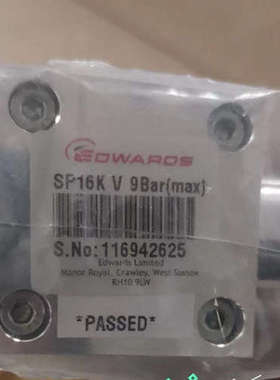 EDWARDS
SP16K V 9Bar(max)
S.No:116942625
Edwards Limited
Manor Royal, Crawley, West Sussex
RH10 9LW
*PASSED*